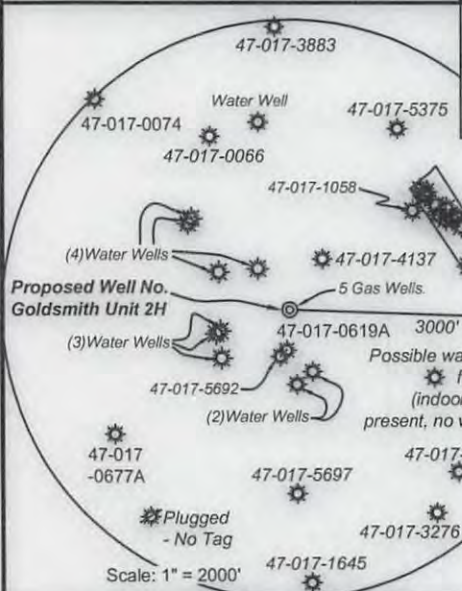 47-017-3883
Water Well
47-017-0074
47-017-5375
47-017-0066
47-017-1058
(4)Water Wells
47-017-4137
Proposed Well No.
Goldsmith Unit 2H
5 Gas Wells
47-017-0619A
3000'
(3)Water Wells
Possible wa
47-017-5692
(indoor
(2)Water Wells
present, no
47-017
-0677A
47-017-
47-017-5697
Plugged
- No Tag
47-017-3276
47-017-1645
Scale: 1" = 2000'